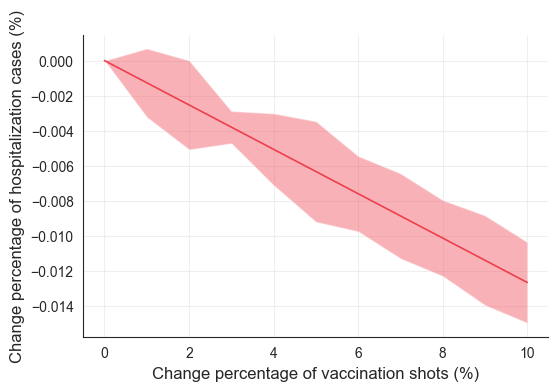 Change percentage of hospitalization cases (%)
0.000
−0.002
−0.004
−0.006
−0.008
−0.010
−0.012
−0.014
0 2 4 6 8 10
Change percentage of vaccination shots (%)